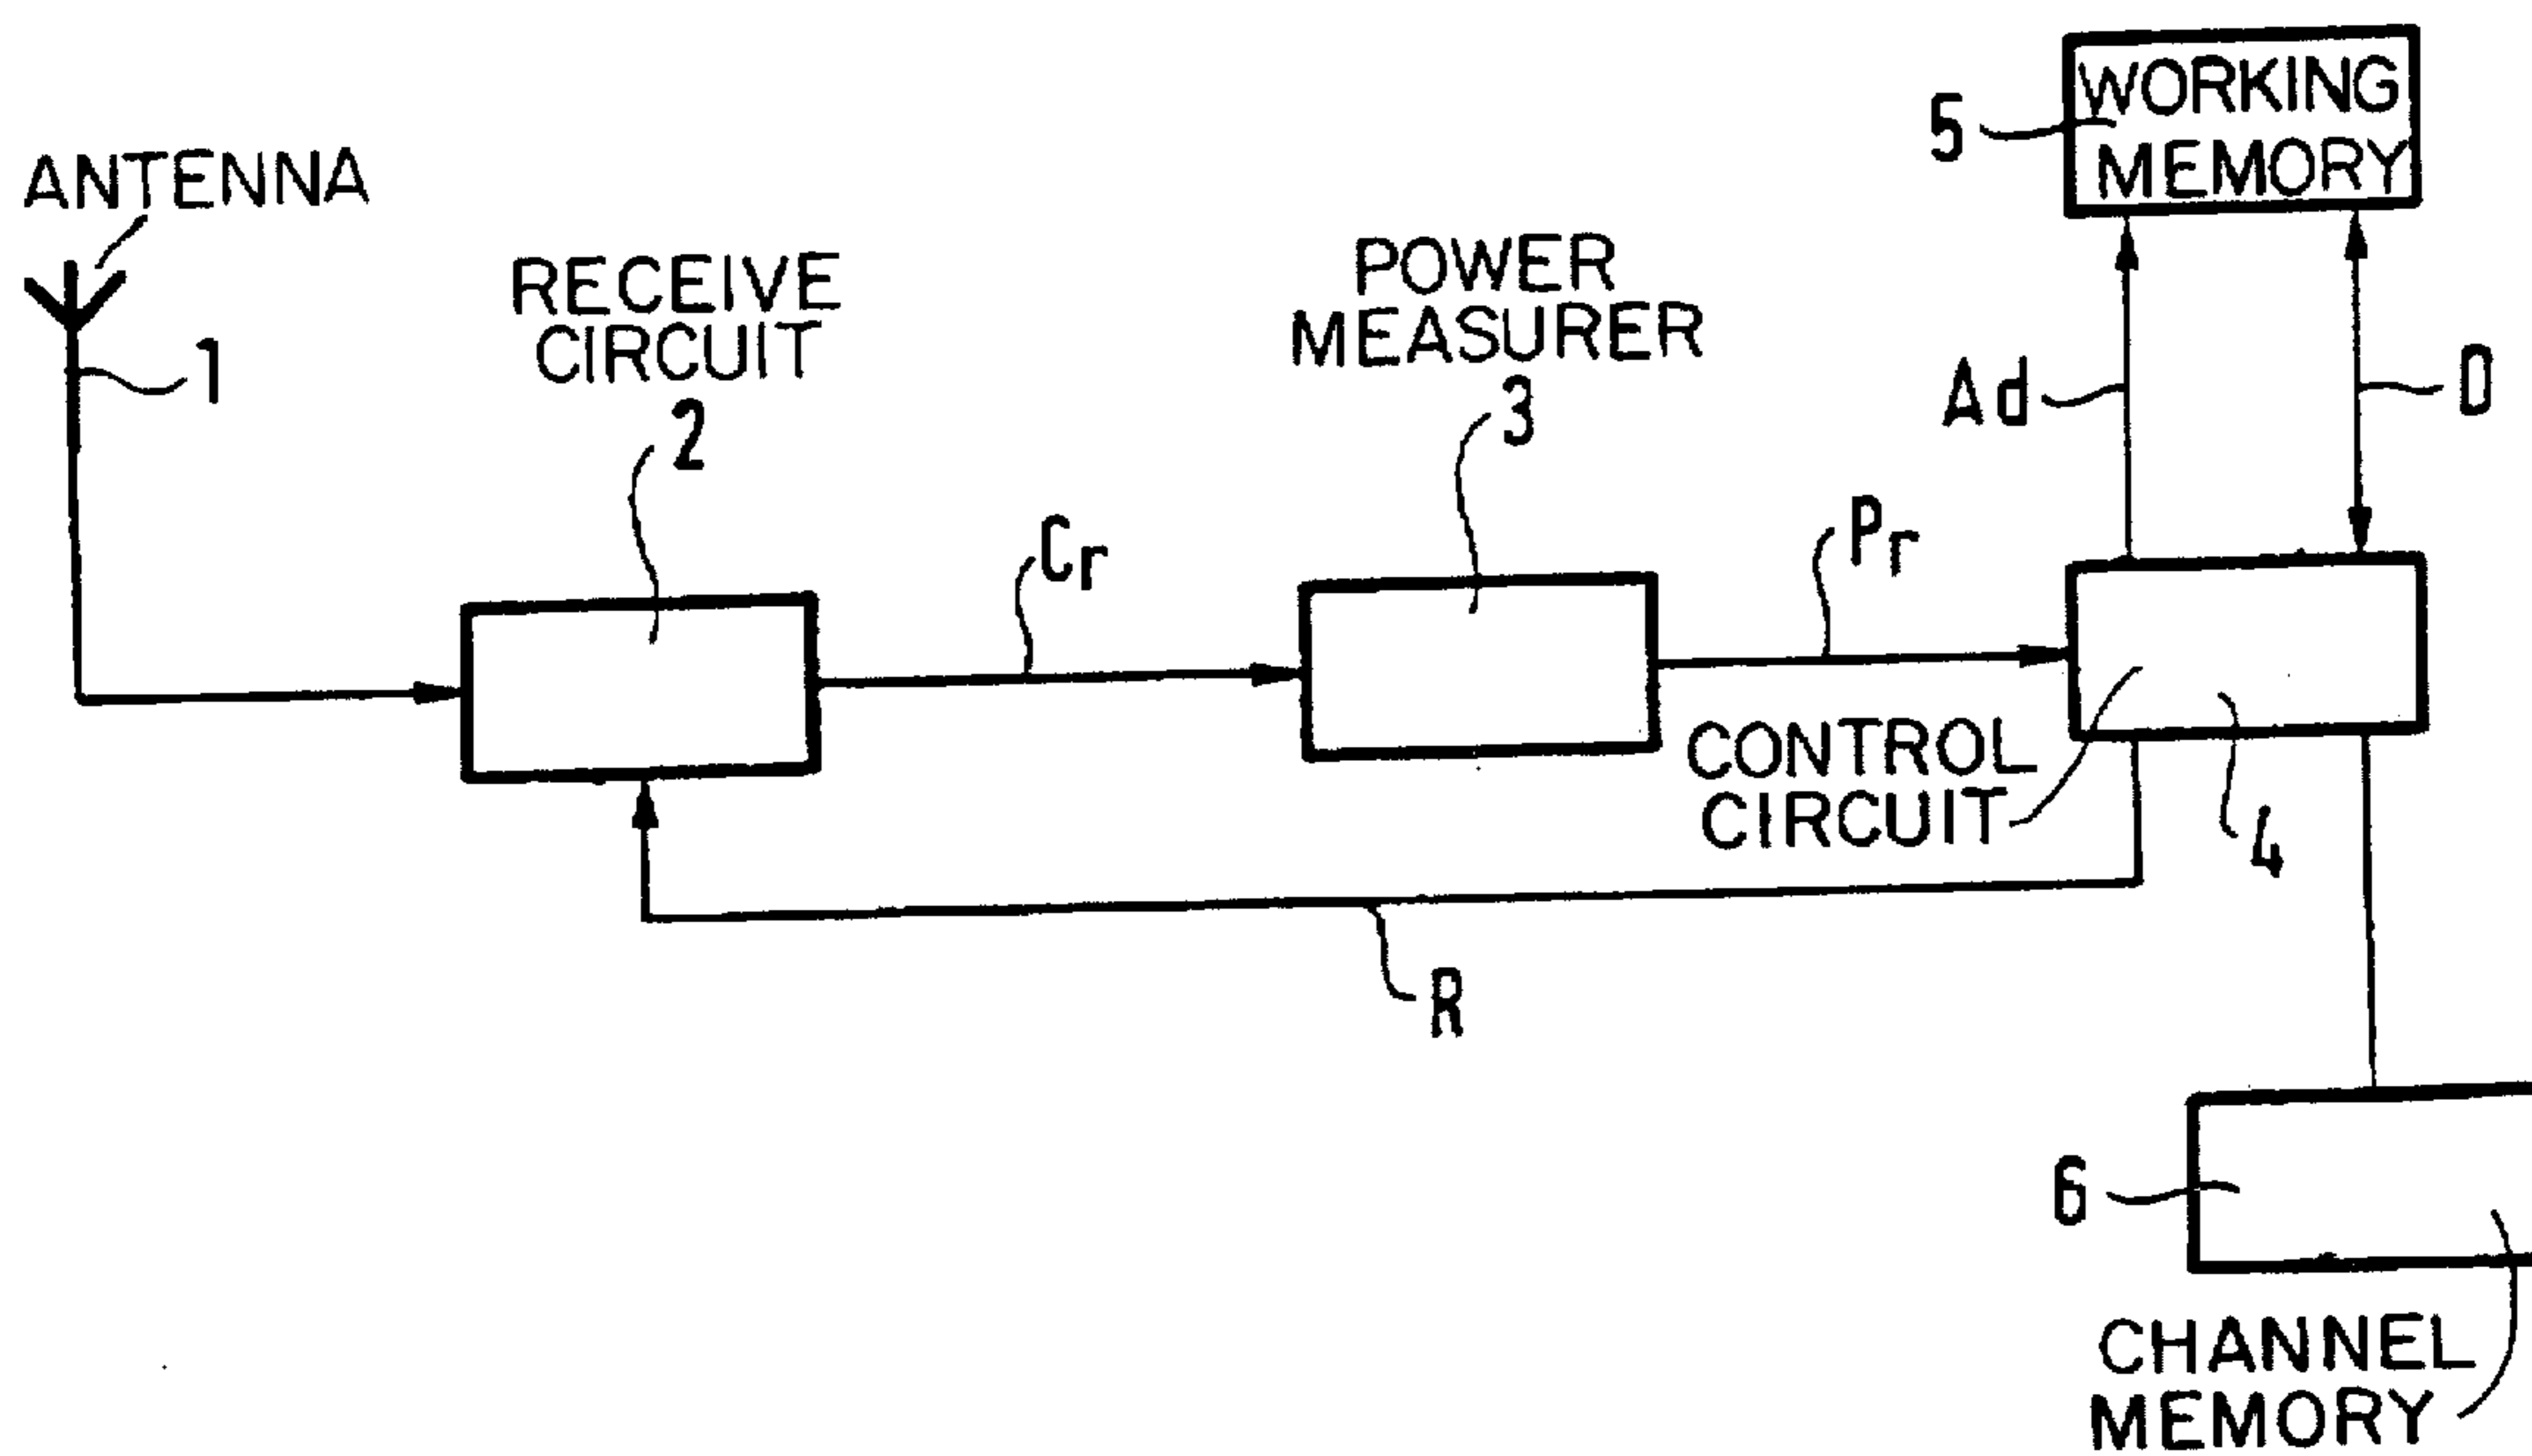 WORKING
MEMORY
5
ANTENNA
RECEIVE
CIRCUIT
2
POWER
MEASURER
3
1
Ad
D
Cr
Pr
CONTROL
CIRCUIT
4
R
6
CHANNEL
MEMORY